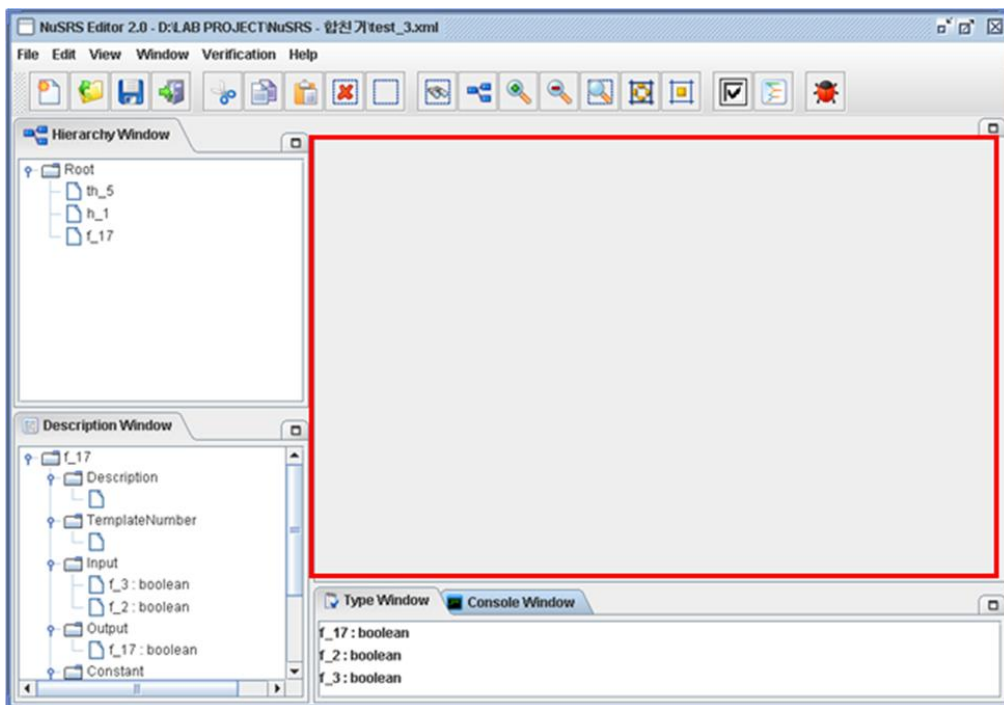 NuSRS Editor 2.0 - D:\LAB PROJECT\NuSRS - 합친거\test_3.xml
File Edit View Window Verification Help
Hierarchy Window
Root
th_5
h_1
f_17
Description Window
f_17
Description
TemplateNumber
Input
f_3 : boolean
f_2 : boolean
Output
f_17 : boolean
Constant
Type Window
Console Window
f_17 : boolean
f_2 : boolean
f_3 : boolean